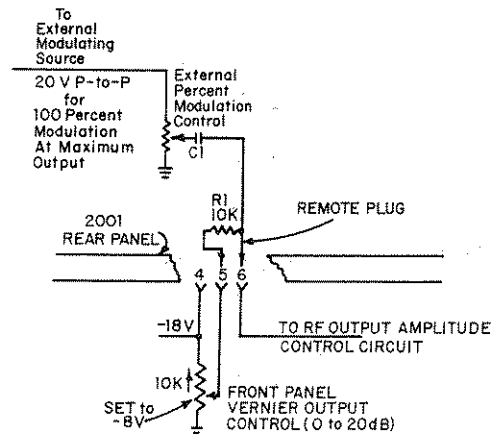 To
External
Modulating
Source
20 V P-to-P
for
100 Percent
Modulation
At Maximum
Output
External
Percent
Modulation
Control
C1
R1
10K
REMOTE PLUG
2001
REAR PANEL
4 5 6
-18V
TO RF OUTPUT AMPLITUDE
CONTROL CIRCUIT
10K
SET to
-8V
FRONT PANEL
VERNIER OUTPUT
CONTROL (0 to 20dB)